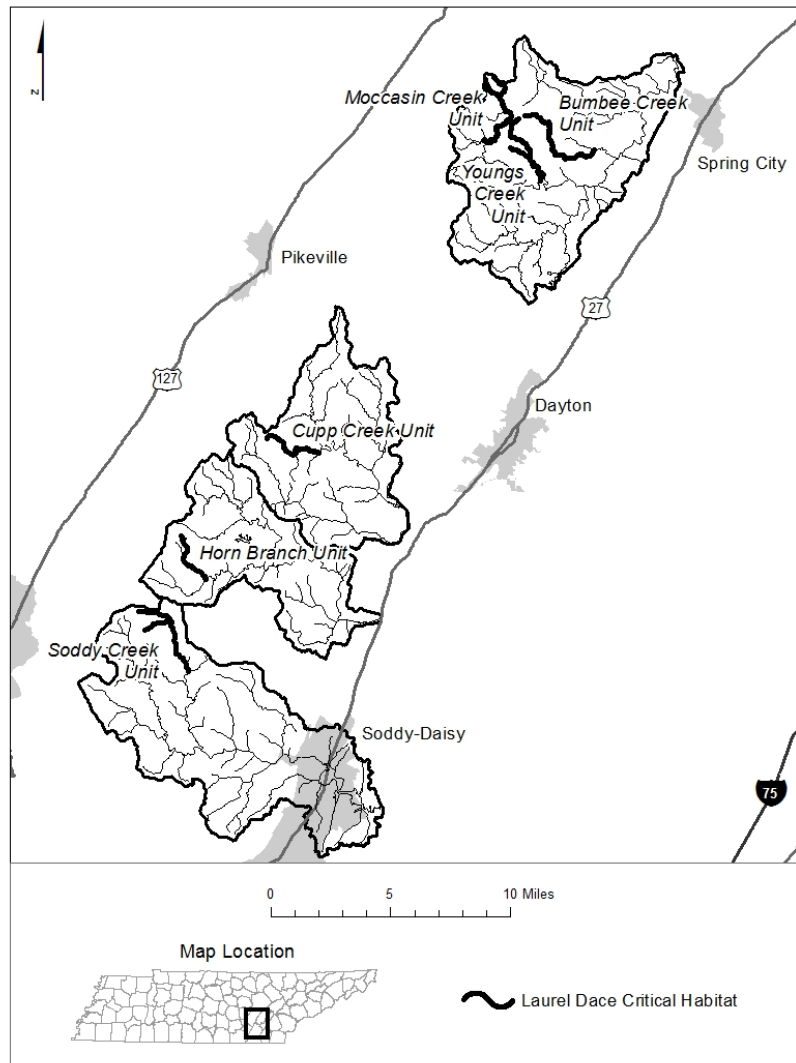 N
Moccasin Creek
Unit
Bumbee Creek
Unit
Youngs
Creek
Unit
Spring City
Pikeville
27
127
Dayton
Cupp Creek Unit
Horn Branch Unit
Soddy Creek
Unit
Soddy-Daisy
75
0 5 10 Miles
Map Location
Laurel Dace Critical Habitat